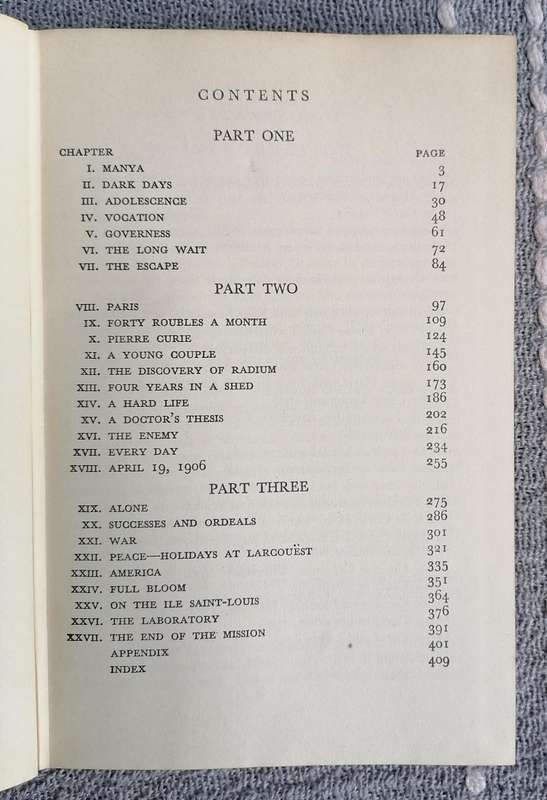 CONTENTS
PART ONE
CHAPTER PAGE
I. MANYA 3
II. DARK DAYS 17
III. ADOLESCENCE 30
IV. VOCATION 48
V. GOVERNESS 61
VI. THE LONG WAIT 72
VII. THE ESCAPE 84
PART TWO
VIII. PARIS 97
IX. FORTY ROUBLES A MONTH 109
X. PIERRE CURIE 124
XI. A YOUNG COUPLE 145
XII. THE DISCOVERY OF RADIUM 160
XIII. FOUR YEARS IN A SHED 173
XIV. A HARD LIFE 186
XV. A DOCTOR'S THESIS 202
XVI. THE ENEMY 216
XVII. EVERY DAY 234
XVIII. APRIL 19, 1906 255
PART THREE
XIX. ALONE 275
XX. SUCCESSES AND ORDEALS 286
XXI. WAR 301
XXII. PEACE—HOLIDAYS AT LARCOUËST 321
XXIII. AMERICA 335
XXIV. FULL BLOOM 351
XXV. ON THE ILE SAINT-LOUIS 364
XXVI. THE LABORATORY 376
XXVII. THE END OF THE MISSION 391
APPENDIX 401
INDEX 409